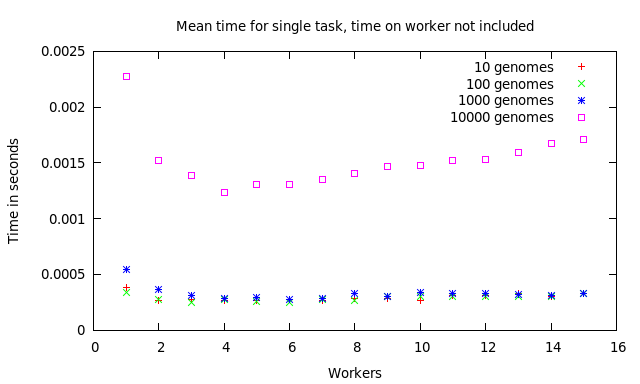 Mean time for single task, time on worker not included
0.0025
0.002
0.0015
0.001
0.0005
0
Time in seconds
10 genomes
100 genomes
1000 genomes
10000 genomes
0 2 4 6 8 10 12 14 16
Workers